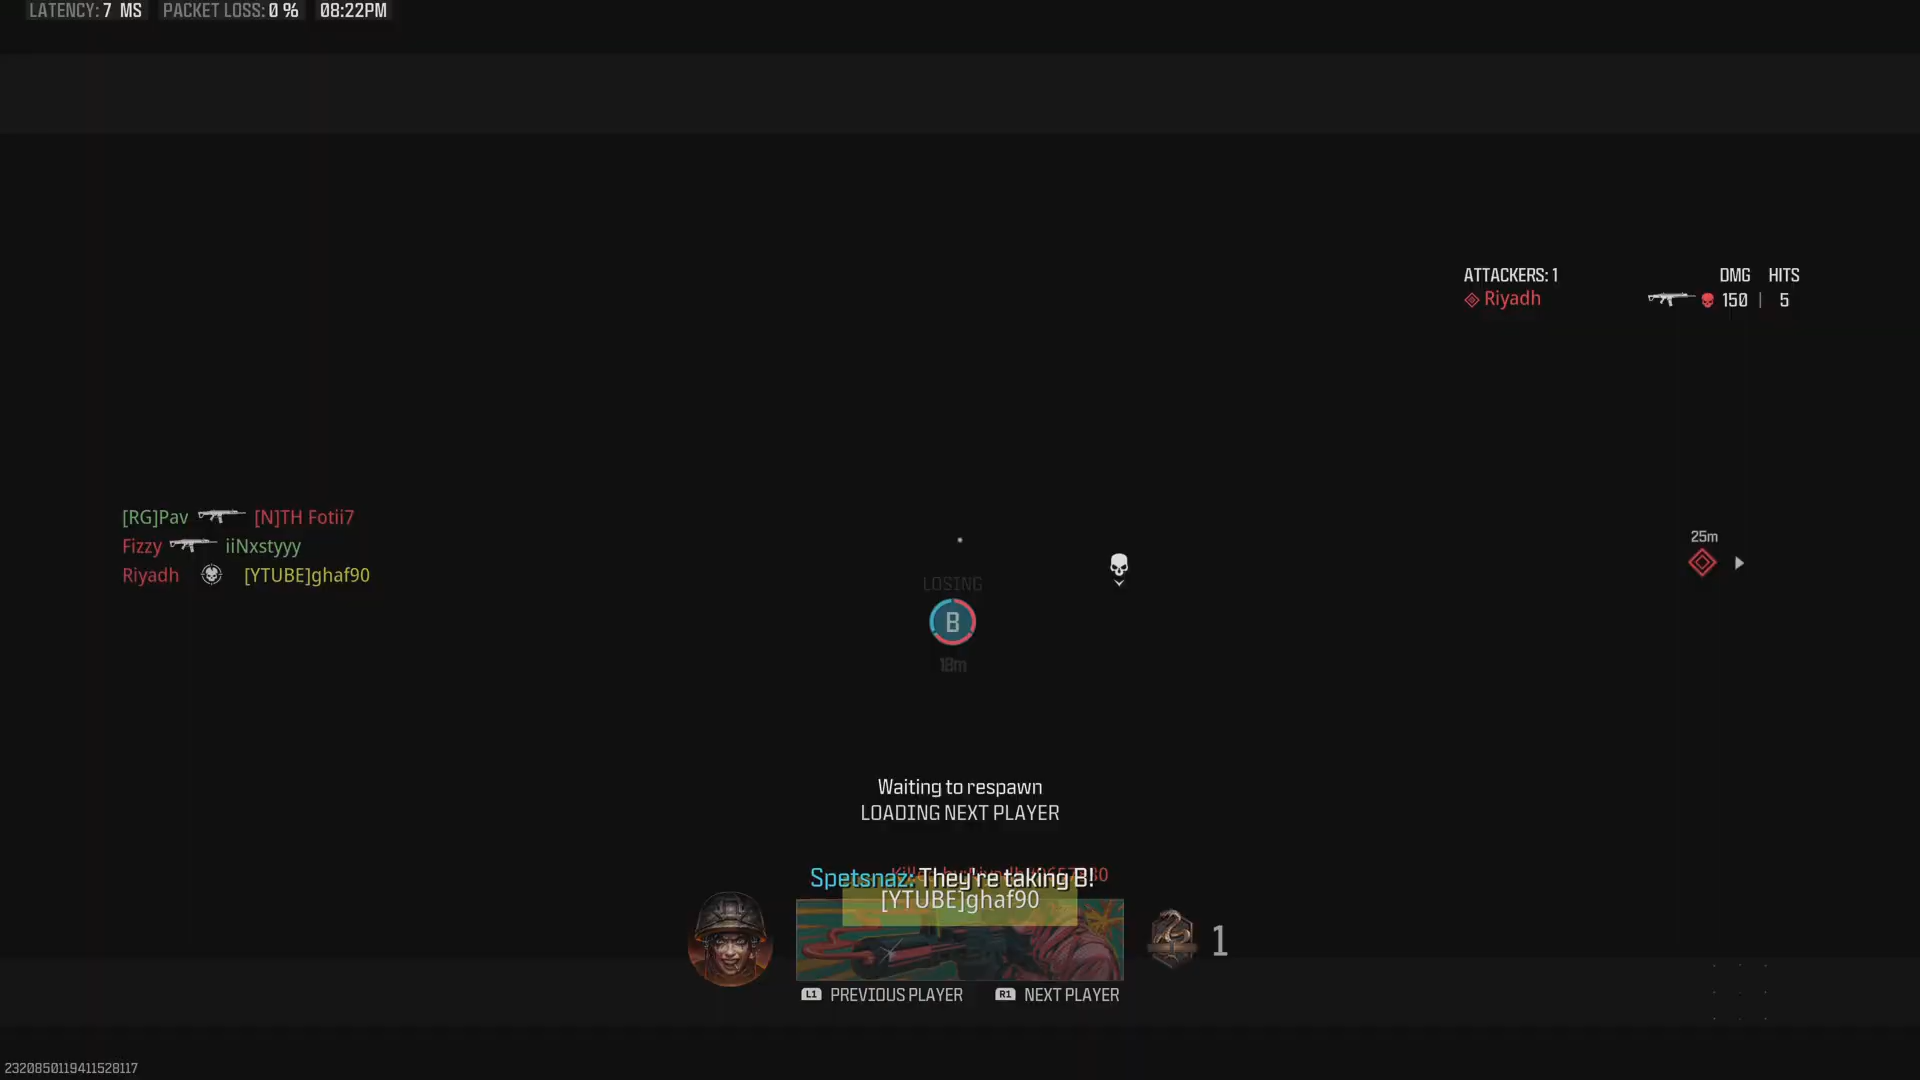 LATENCY: 7 MS PACKET LOSS: 0 % 08:22PM
ATTACKERS: 1 DMG HITS
Riyadh 150 | 5
[RG]Pav [N]TH Fotii7
Fizzy iiNxstyyy
Riyadh [YTUBE]ghaf90
25m
LOSING
B
18m
Waiting to respawn
LOADING NEXT PLAYER
Spetsnaz: They're taking B!
[YTUBE]ghaf90
1
L1 PREVIOUS PLAYER R1 NEXT PLAYER
2320850119411528117